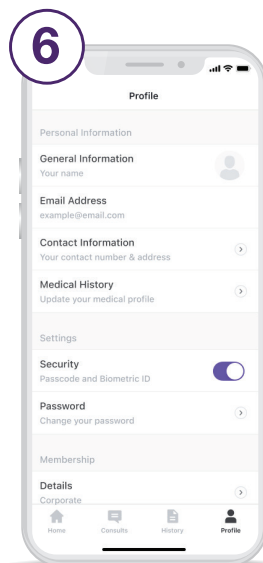 6
Profile
Personal Information
General Information
Your name
Email Address
example@email.com
Contact Information
Your contact number & address
Medical History
Update your medical profile
Settings
Security
Passcode and Biometric ID
Password
Change your password
Membership
Details
Corporate
Home Consults History Profile